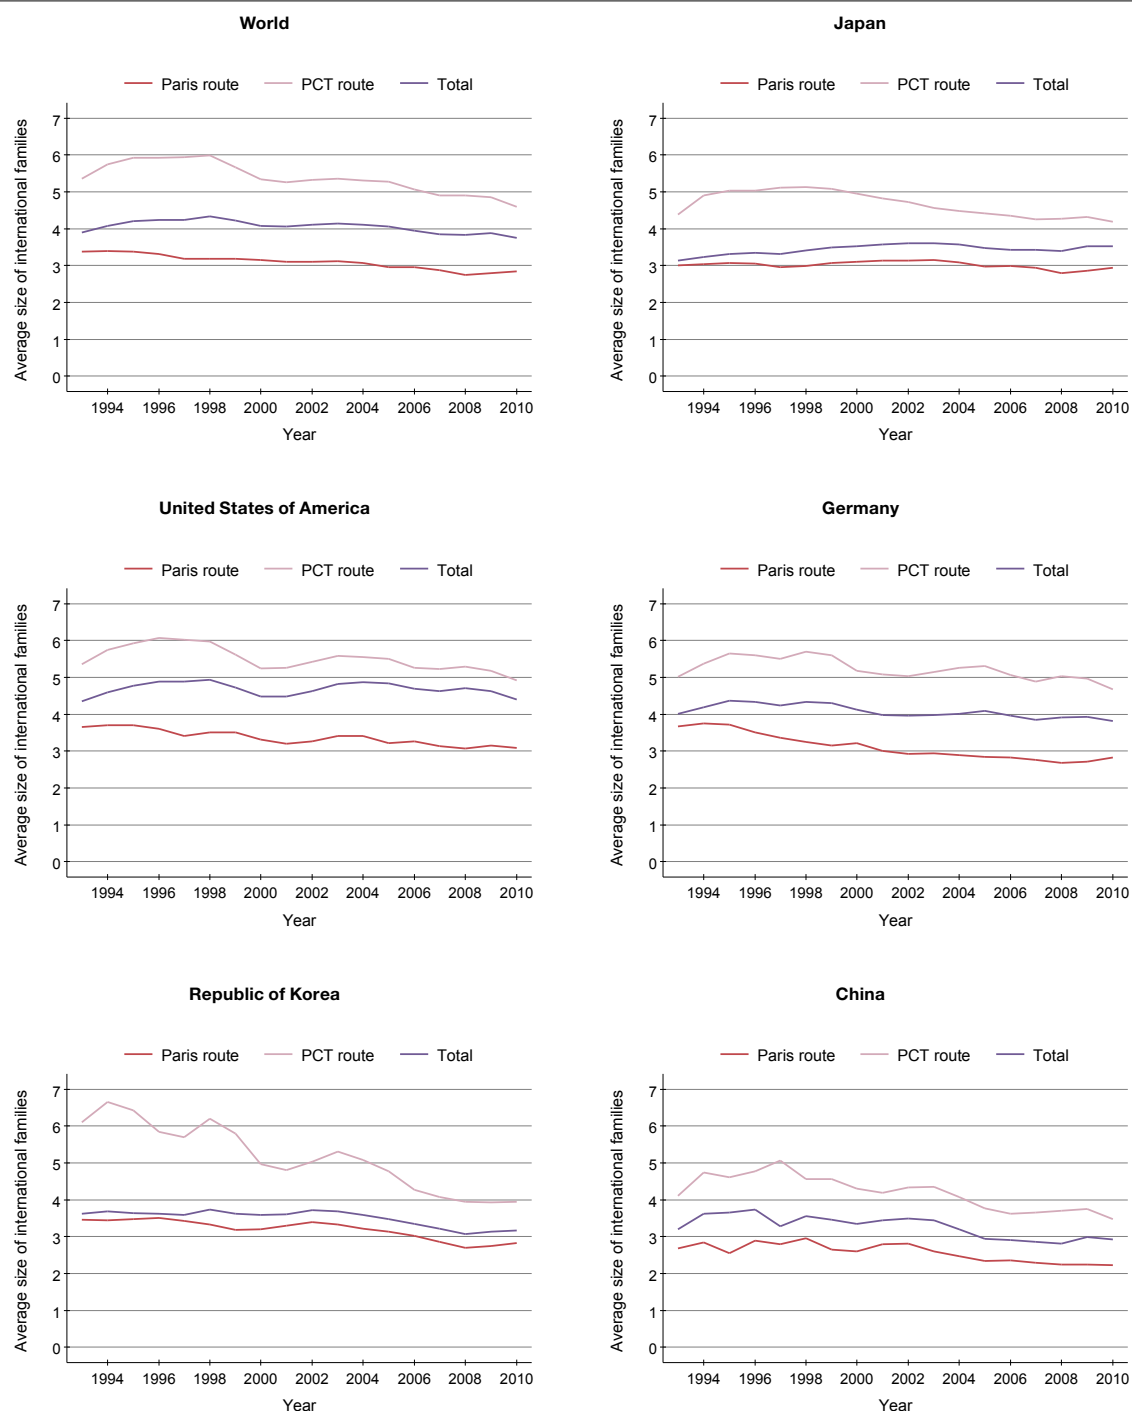 World
Paris route PCT route Total
Average size of international families
7
6
5
4
3
2
1
0
1994 1996 1998 2000 2002 2004 2006 2008 2010
Year
Japan
Paris route PCT route Total
Average size of international families
7
6
5
4
3
2
1
0
1994 1996 1998 2000 2002 2004 2006 2008 2010
Year
United States of America
Paris route PCT route Total
Average size of international families
7
6
5
4
3
2
1
0
1994 1996 1998 2000 2002 2004 2006 2008 2010
Year
Germany
Paris route PCT route Total
Average size of international families
7
6
5
4
3
2
1
0
1994 1996 1998 2000 2002 2004 2006 2008 2010
Year
Republic of Korea
Paris route PCT route Total
Average size of international families
7
6
5
4
3
2
1
0
1994 1996 1998 2000 2002 2004 2006 2008 2010
Year
China
Paris route PCT route Total
Average size of international families
7
6
5
4
3
2
1
0
1994 1996 1998 2000 2002 2004 2006 2008 2010
Year